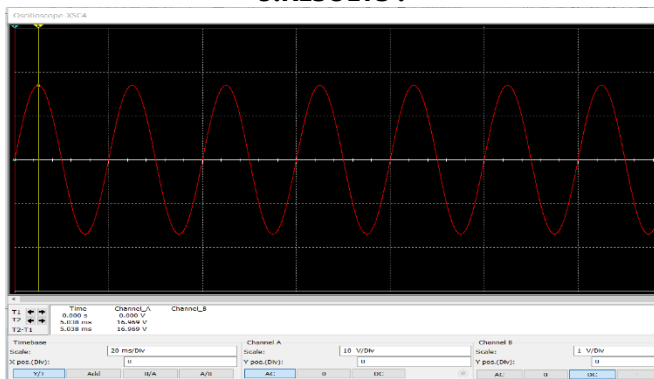 Oscilloscope-XSC4
T1
T2
T2-T1
Time Channel_A Channel_B
0.000 s 0.000 V
5.038 ms 16.969 V
5.038 ms 16.969 V
Timebase
Scale: 20 ms/Div
X pos.(Div): 0
Y/T Add B/A A/B
Channel A
Scale: 10 V/Div
Y pos.(Div): 0
AC 0 DC
Channel B
Scale: 1 V/Div
Y pos.(Div): 0
AC 0 DC